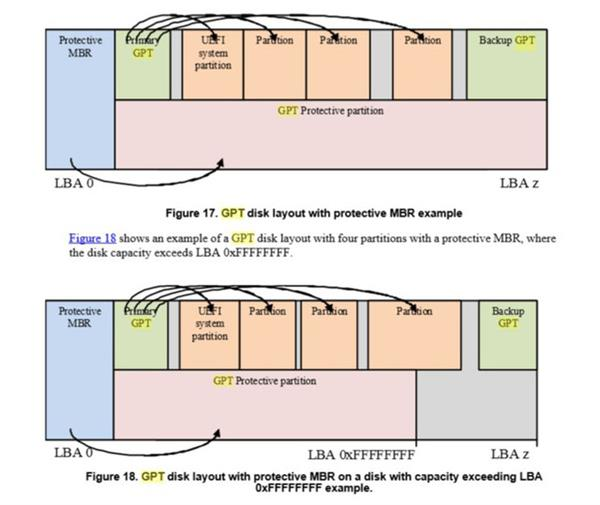 Protective MBR
Primary GPT
UEFI system partition
Partition
Partition
Partition
Backup GPT
GPT Protective partition
LBA 0
LBA z
Figure 17. GPT disk layout with protective MBR example
Figure 18 shows an example of a GPT disk layout with four partitions with a protective MBR, where
the disk capacity exceeds LBA 0xFFFFFFFF.
Protective MBR
Primary GPT
UEFI system partition
Partition
Partition
Partition
Backup GPT
GPT Protective partition
LBA 0
LBA 0xFFFFFFFF
LBA z
Figure 18. GPT disk layout with protective MBR on a disk with capacity exceeding LBA
0xFFFFFFFF example.